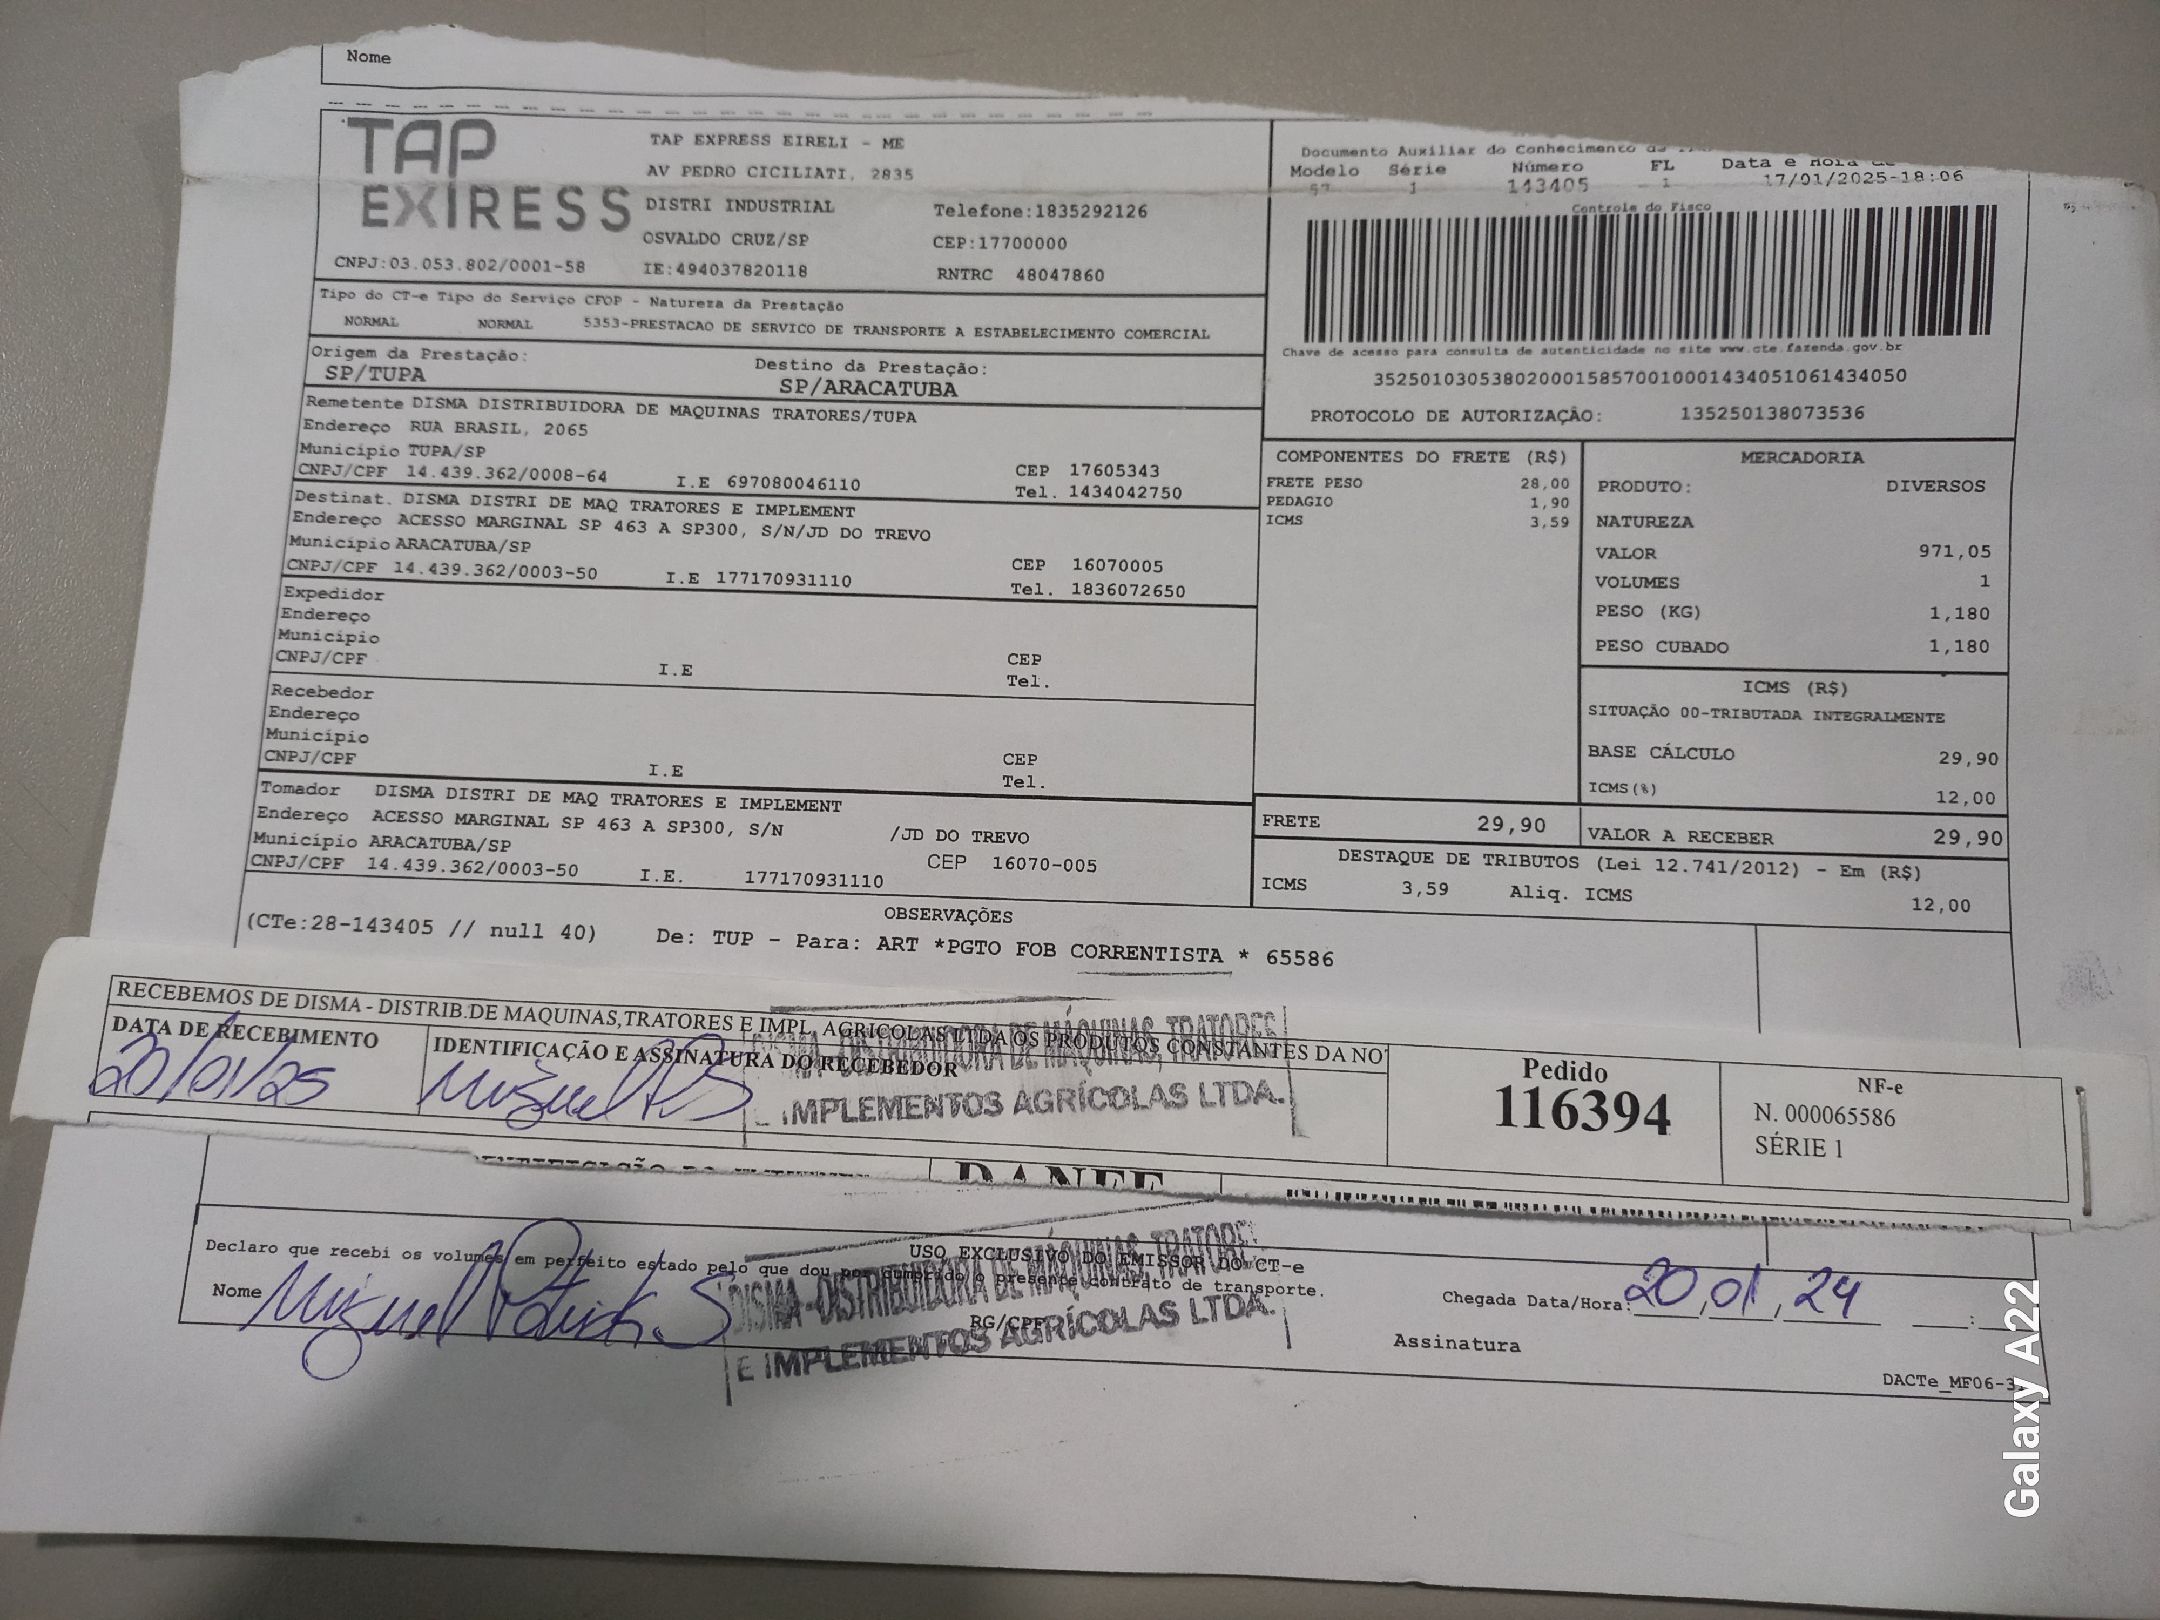 Nome
TAP
EXPRESS
TAP EXPRESS EIRELI - ME
AV PEDRO CICILIATI, 2835
DISTRI INDUSTRIAL Telefone:1835292126
OSVALDO CRUZ/SP CEP:17700000
CNPJ:03.053.802/0001-58 IE:494037820118 RNTRC 48047860
Documento Auxiliar do Conhecimento
Modelo Série Número FL Data e Hora de
57 1 143405 1 17/01/2025-18:06
Controle do Fisco
Chave de acesso para consulta de autenticidade no site www.cte.fazenda.gov.br
35250103053802000158570010001434051061434050
PROTOCOLO DE AUTORIZAÇÃO: 135250138073536
Tipo do CT-e Tipo do Serviço CFOP - Natureza da Prestação
NORMAL NORMAL 5353-PRESTACAO DE SERVICO DE TRANSPORTE A ESTABELECIMENTO COMERCIAL
Origem da Prestação: Destino da Prestação:
SP/TUPA SP/ARACATUBA
Remetente DISMA DISTRIBUIDORA DE MAQUINAS TRATORES/TUPA
Endereço RUA BRASIL, 2065
Município TUPA/SP CEP 17605343
CNPJ/CPF 14.439.362/0008-64 I.E 697080046110 Tel. 1434042750
Destinat. DISMA DISTRI DE MAQ TRATORES E IMPLEMENT
Endereço ACESSO MARGINAL SP 463 A SP300, S/N/JD DO TREVO
Município ARACATUBA/SP CEP 16070005
CNPJ/CPF 14.439.362/0003-50 I.E 177170931110 Tel. 1836072650
Expedidor
Endereço
Município CEP
CNPJ/CPF I.E Tel.
Recebedor
Endereço
Município CEP
CNPJ/CPF I.E Tel.
Tomador DISMA DISTRI DE MAQ TRATORES E IMPLEMENT
Endereço ACESSO MARGINAL SP 463 A SP300, S/N /JD DO TREVO
Município ARACATUBA/SP CEP 16070-005
CNPJ/CPF 14.439.362/0003-50 I.E. 177170931110
COMPONENTES DO FRETE (R$)
FRETE PESO 28,00
PEDAGIO 1,90
ICMS 3,59
MERCADORIA
PRODUTO: DIVERSOS
NATUREZA
VALOR 971,05
VOLUMES 1
PESO (KG) 1,180
PESO CUBADO 1,180
ICMS (R$)
SITUAÇÃO 00-TRIBUTADA INTEGRALMENTE
BASE CÁLCULO 29,90
ICMS(%) 12,00
FRETE 29,90 VALOR A RECEBER 29,90
DESTAQUE DE TRIBUTOS (Lei 12.741/2012) - Em (R$)
ICMS 3,59 Aliq. ICMS 12,00
OBSERVAÇÕES
(CTe:28-143405 // null 40) De: TUP - Para: ART *PGTO FOB CORRENTISTA * 65586
RECEBEMOS DE DISMA - DISTRIB.DE MAQUINAS,TRATORES E IMPL. AGRICOLAS LTDA OS PRODUTOS CONSTANTES DA NO
DATA DE RECEBIMENTO IDENTIFICAÇÃO E ASSINATURA DO RECEBEDOR
20/01/25 Miguel
DISTRIBUIDORA DE MÁQUINAS, TRATORES
IMPLEMENTOS AGRÍCOLAS LTDA.
Pedido
116394
NF-e
N. 000065586
SÉRIE 1
DANFE
USO EXCLUSIVO DO EMISSOR DO CT-e
Declaro que recebi os volumes em perfeito estado pelo que dou por cumprido o presente contrato de transporte.
Nome Miguel RG/CPF
DISMA - DISTRIBUIDORA DE MÁQUINAS, TRATORES
E IMPLEMENTOS AGRÍCOLAS LTDA.
Chegada Data/Hora: 20/01/24 :
Assinatura
DACTe_MF06-3
Galaxy A22